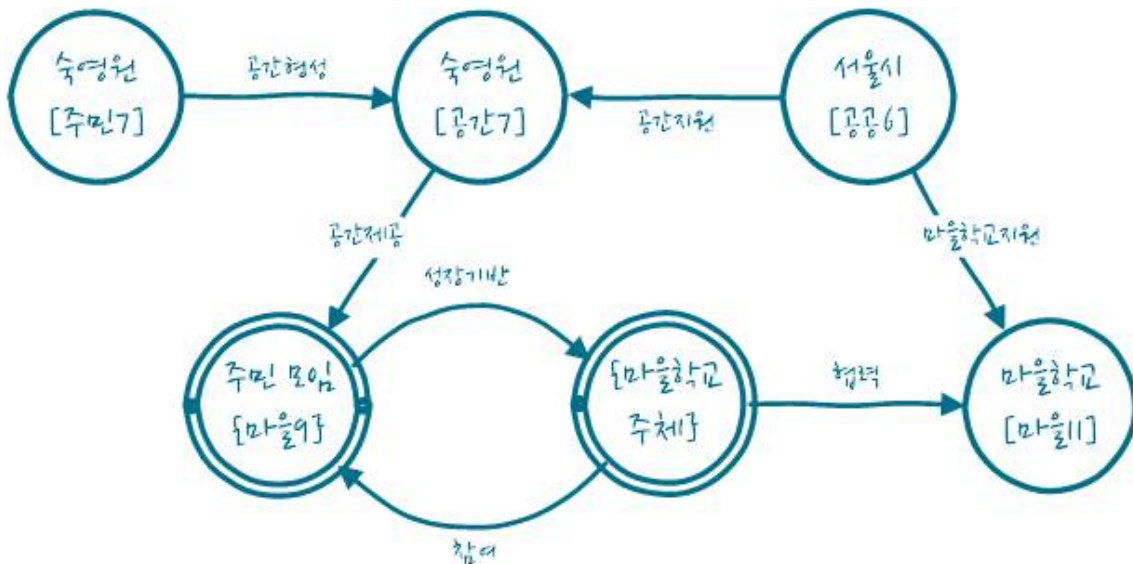 숙영원
[주민7]
공간형성
숙영원
[공간7]
공간지원
서울시
[공공6]
공간제공
마을학교지원
성장기반
주민 모임
{마을9}
{마을학교
주체}
협력
마을학교
[마을11]
참여